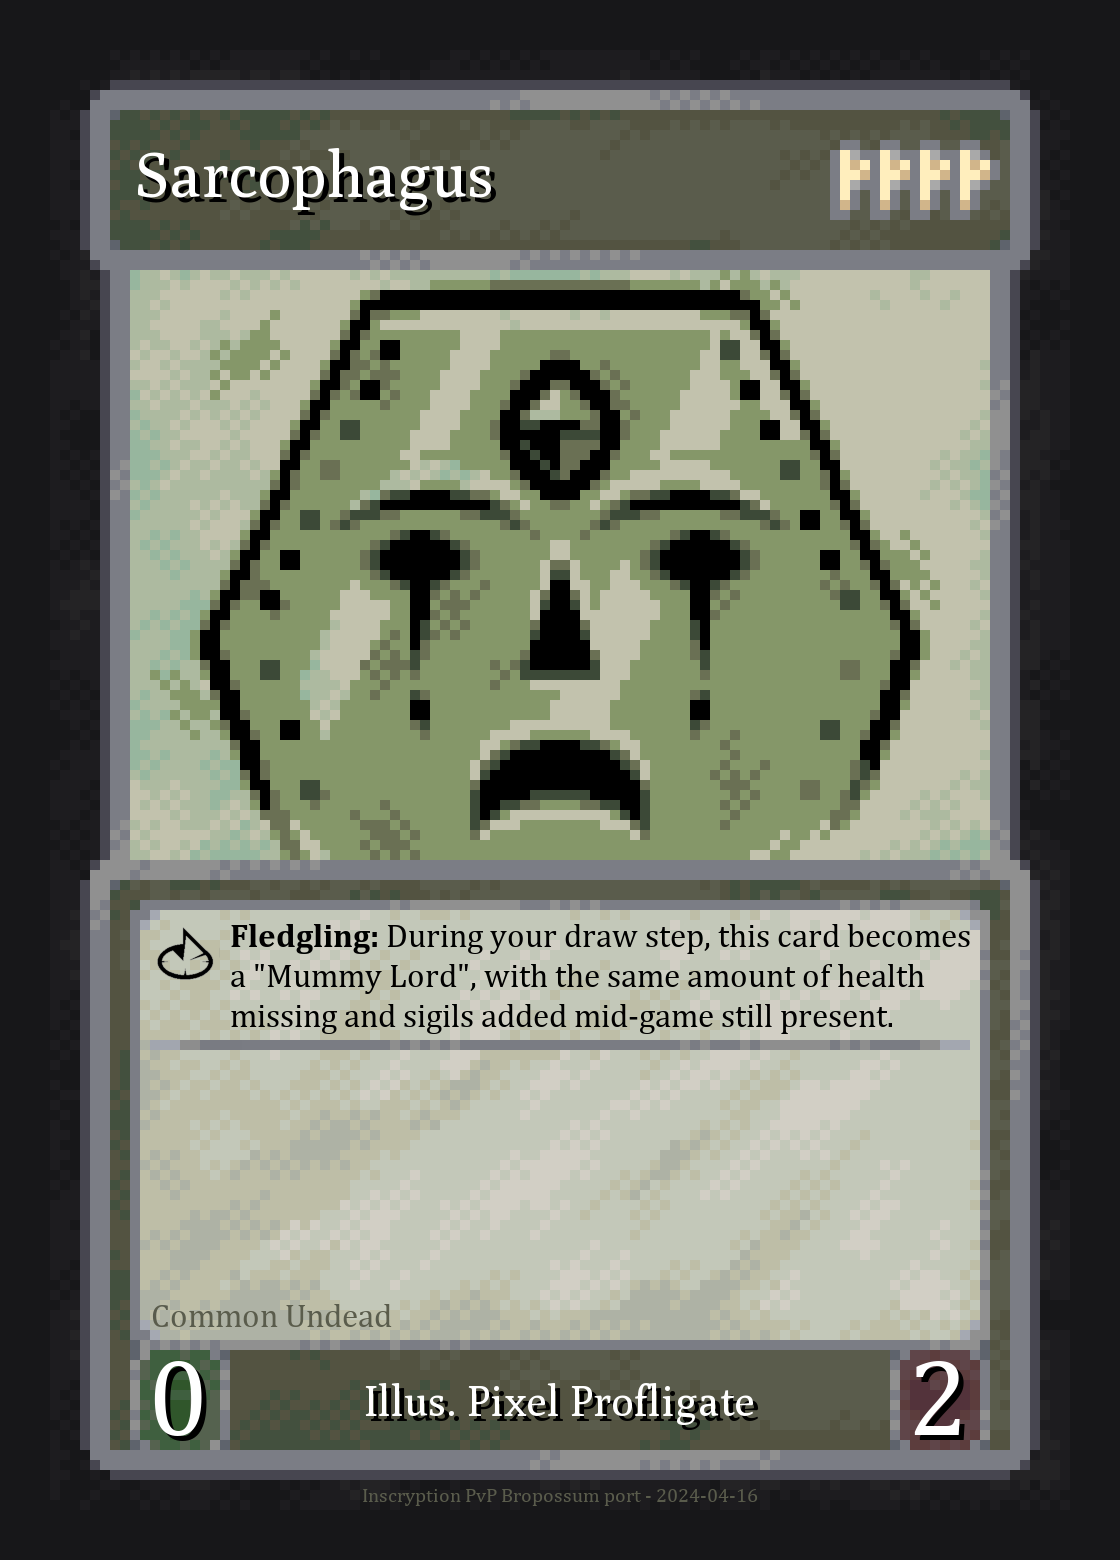 Sarcophagus
Fledgling: During your draw step, this card becomes
a "Mummy Lord", with the same amount of health
missing and sigils added mid-game still present.
Common Undead
0
Illus. Pixel Profligate
2
Inscryption PvP Bropossum port - 2024-04-16